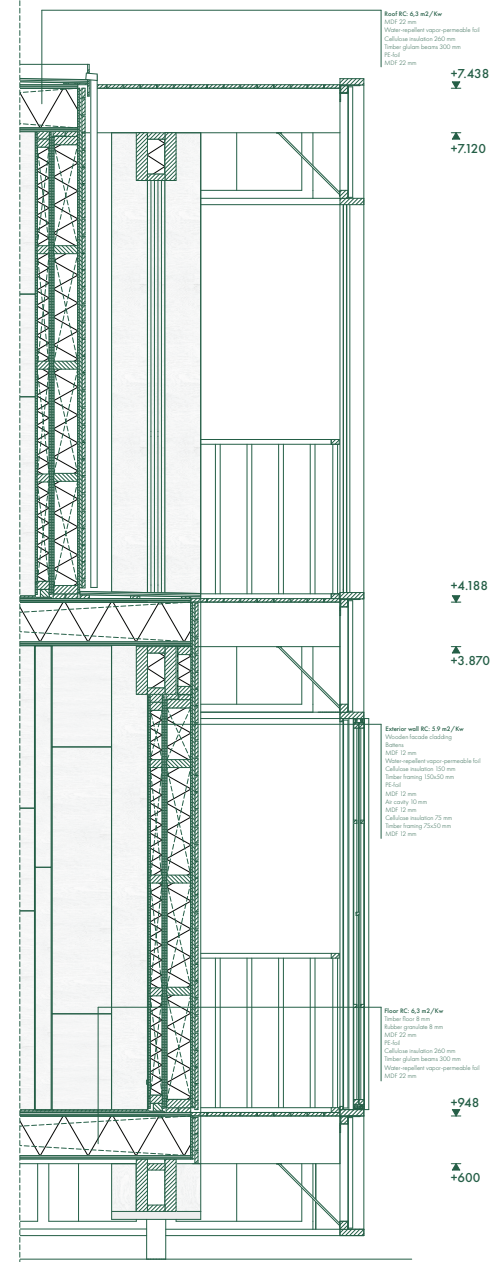 Roof RC: 6,3 m2/Kw
MDF 22 mm
Water-repellent vapor-permeable foil
Cellulose insulation 260 mm
Timber glulam beams 300 mm
PE-foil
MDF 22 mm
+7.438
+7.120
+4.188
+3.870
Exterior wall RC: 5.9 m2/Kw
Wooden facade cladding
Battens
MDF 12 mm
Water-repellent vapor-permeable foil
Cellulose insulation 150 mm
Timber framing 150x50 mm
PE-foil
MDF 12 mm
Air cavity 10 mm
MDF 12 mm
Cellulose insulation 75 mm
Timber framing 75x50 mm
MDF 12 mm
Floor RC: 6,3 m2/Kw
Timber floor 8 mm
Rubber granulate 8 mm
MDF 22 mm
PE-foil
Cellulose insulation 260 mm
Timber glulam beams 300 mm
Water-repellent vapor-permeable foil
MDF 22 mm
+948
+600